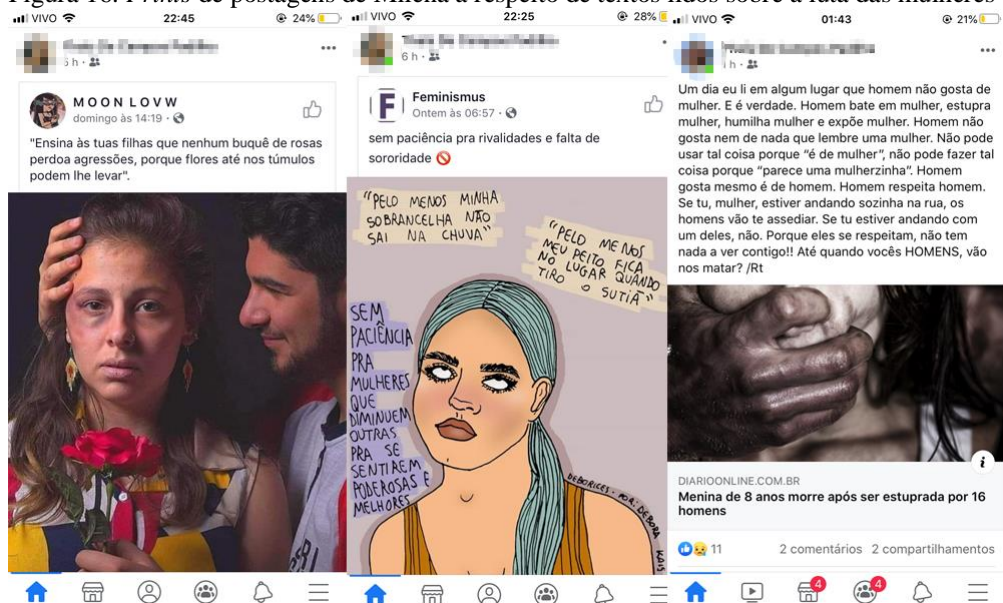 Figura 18: Prints de postagens de Milena a respeito de textos lidos sobre a luta das mulheres
VIVO 22:45 24%
5 h
MOON LOVW
domingo às 14:19
"Ensina às tuas filhas que nenhum buquê de rosas
perdoa agressões, porque flores até nos túmulos
podem lhe levar".
VIVO 22:25 28%
6 h
F
Feminismus
Ontem às 06:57
sem paciência pra rivalidades e falta de
sororidade
"PELO MENOS MINHA
SOBRANCELHA NÃO
SAI NA CHUVA"
"PELO MENOS
MEU PEITO FICA
NO LUGAR QUANDO
TIRO O SUTIÃ"
SEM
PACIÊNCIA
PRA
MULHERES
QUE
DIMINUEM
OUTRAS
PRA SE
SENTIREM
PODEROSAS E
MELHORES
DEBORICES · POR: DEBORA KAIS
VIVO 01:43 21%
1 h
Um dia eu li em algum lugar que homem não gosta de
mulher. E é verdade. Homem bate em mulher, estupra
mulher, humilha mulher e expõe mulher. Homem não
gosta nem de nada que lembre uma mulher. Não pode
usar tal coisa porque "é de mulher", não pode fazer tal
coisa porque "parece uma mulherzinha". Homem
gosta mesmo é de homem. Homem respeita homem.
Se tu, mulher, estiver andando sozinha na rua, os
homens vão te assediar. Se tu estiver andando com
um deles, não. Porque eles se respeitam, não tem
nada a ver contigo!! Até quando vocês HOMENS, vão
nos matar? /Rt
i
DIARIOONLINE.COM.BR
Menina de 8 anos morre após ser estuprada por 16
homens
11 2 comentários 2 compartilhamentos
4 4